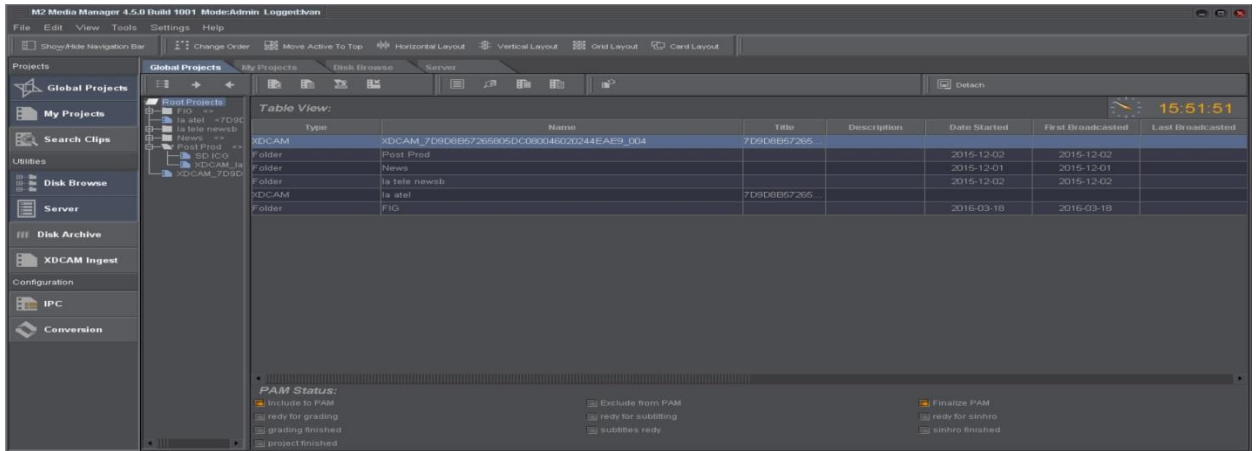 M2 Media Manager 4.5.0 Build 1001 Mode:Admin Logged:Ivan
File Edit View Tools Settings Help
Show/Hide Navigation Bar Change Order Move Active To Top Horizontal Layout Vertical Layout Grid Layout Card Layout
Projects
Global Projects My Projects Disk Browse Server
Global Projects
My Projects
Search Clips
Utilities
Disk Browse
Server
Disk Archive
XDCAM Ingest
Configuration
IPC
Conversion
Root Projects
FIG <>
la atel <7D9D
la tele newsb
News <>
Post Prod <>
SD ICG
XDCAM_la
XDCAM_7D9D
Detach
Table View: 15:51:51
Type Name Title Description Date Started First Broadcasted Last Broadcasted
XDCAM XDCAM_7D9D8B57265805DC080046020244EAE9_004 7D9D8B57265...
Folder Post Prod 2015-12-02 2015-12-02
Folder News 2015-12-01 2015-12-01
Folder la tele newsb 2015-12-02 2015-12-02
XDCAM la atel 7D9D8B57265...
Folder FIG 2016-03-18 2016-03-18
PAM Status:
Include to PAM Exclude from PAM Finalize PAM
redy for grading redy for subtitling redy for sinhro
grading finished subtitles redy sinhro finished
project finished